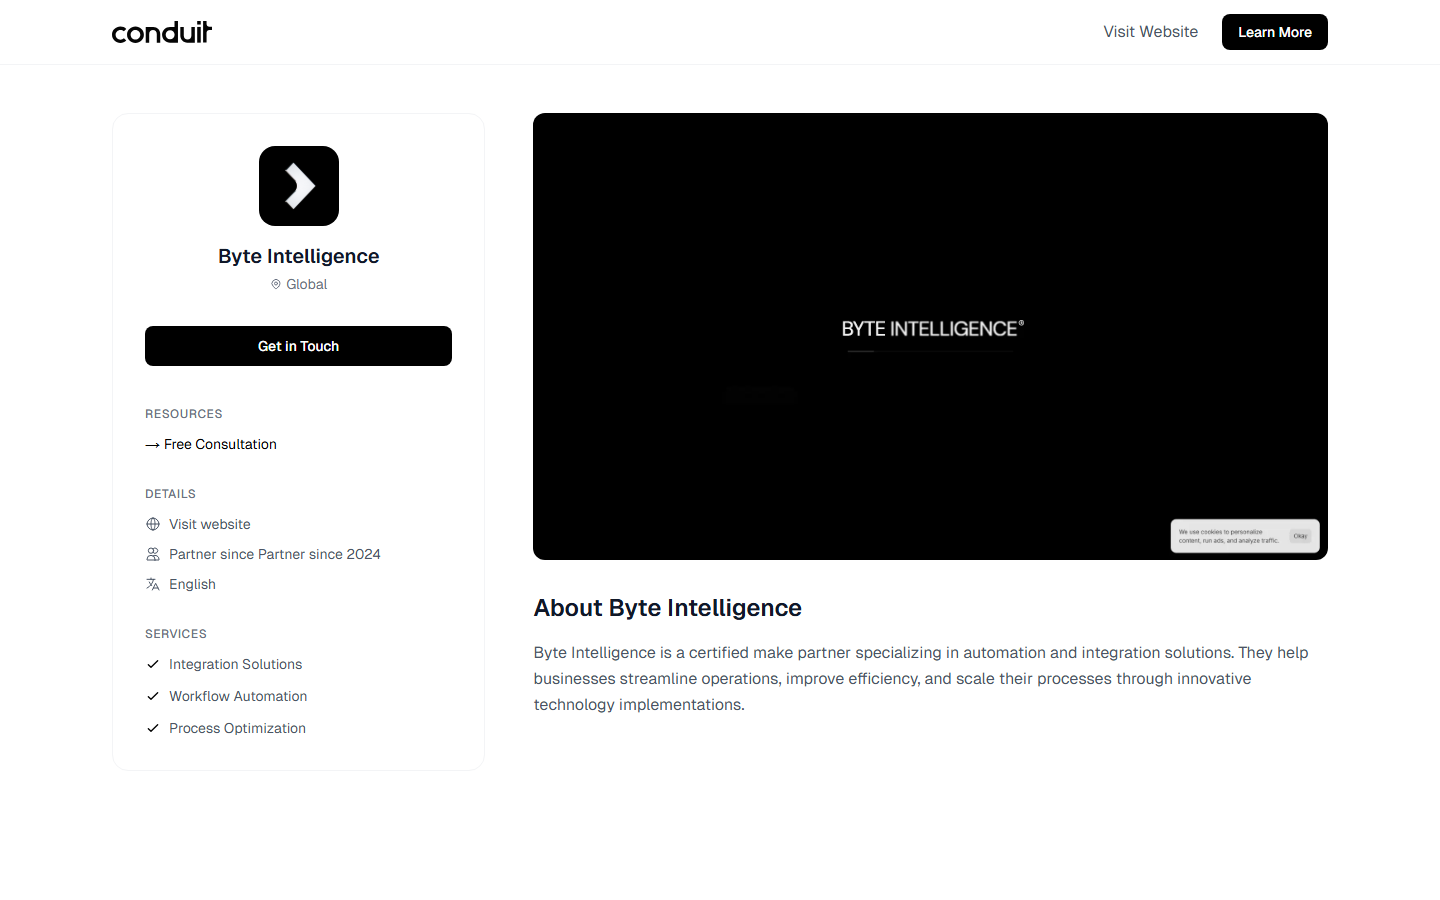 conduit
Visit Website
Learn More
Byte Intelligence
Global
Get in Touch
RESOURCES
→ Free Consultation
DETAILS
Visit website
Partner since Partner since 2024
English
SERVICES
Integration Solutions
Workflow Automation
Process Optimization
BYTE INTELLIGENCE®
We use cookies to personalize
content, run ads, and analyze traffic.
Okay
About Byte Intelligence
Byte Intelligence is a certified make partner specializing in automation and integration solutions. They help
businesses streamline operations, improve efficiency, and scale their processes through innovative
technology implementations.